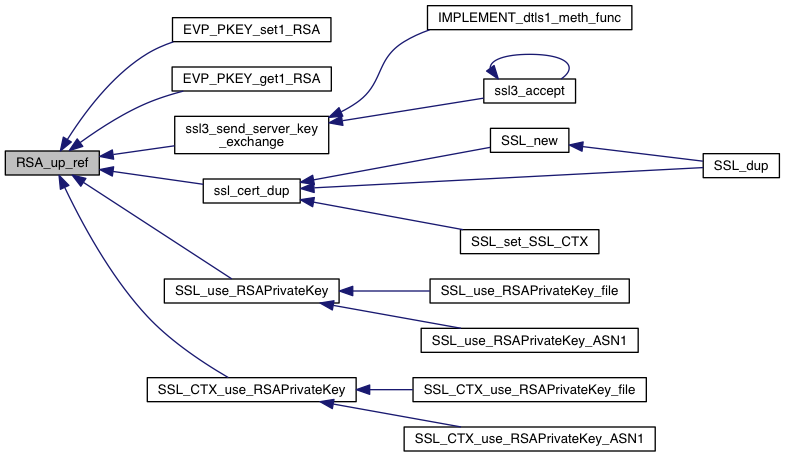 IMPLEMENT_dtls1_meth_func
EVP_PKEY_set1_RSA
EVP_PKEY_get1_RSA
ssl3_accept
ssl3_send_server_key
_exchange
SSL_new
RSA_up_ref
SSL_dup
ssl_cert_dup
SSL_set_SSL_CTX
SSL_use_RSAPrivateKey
SSL_use_RSAPrivateKey_file
SSL_use_RSAPrivateKey_ASN1
SSL_CTX_use_RSAPrivateKey
SSL_CTX_use_RSAPrivateKey_file
SSL_CTX_use_RSAPrivateKey_ASN1